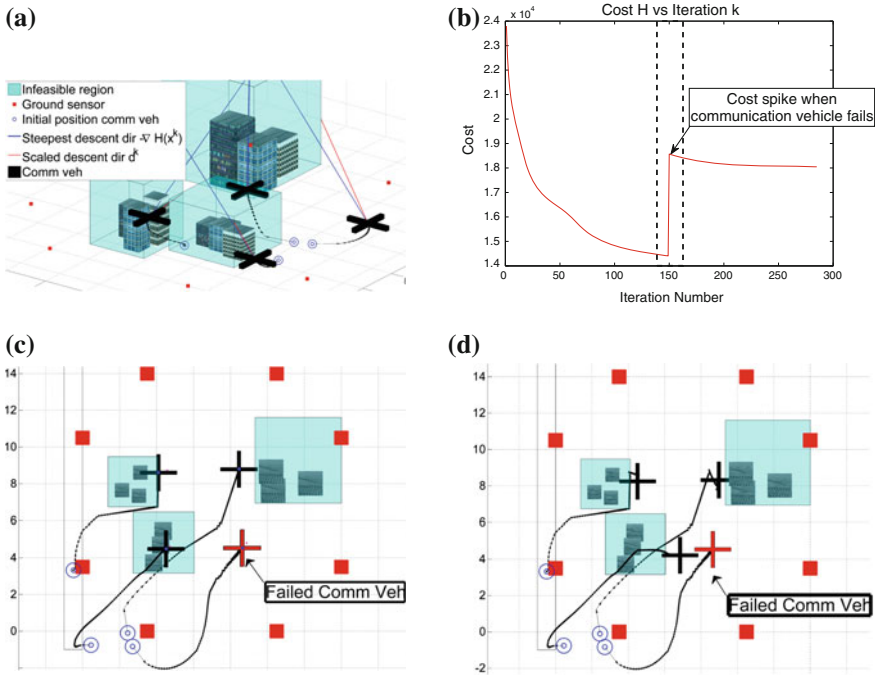 (a)
Infeasible region
Ground sensor
Initial position comm veh
Steepest descent dir -∇ H(x^k)
Scaled descent dir d^k
Comm veh
(b)
Cost H vs Iteration k
x 10^4
2.4
2.3
2.2
2.1
2
1.9
1.8
1.7
1.6
1.5
1.4
Cost
Cost spike when
communication vehicle fails
0 50 100 150 200 250 300
Iteration Number
(c)
14
12
10
8
6
4
2
0
Failed Comm Veh
(d)
14
12
10
8
6
4
2
0
-2
Failed Comm Veh